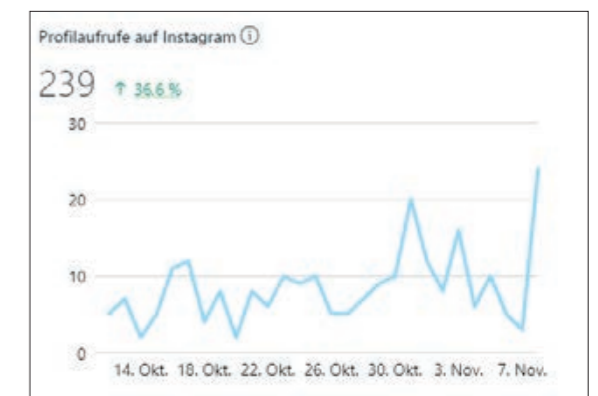 Profilaufrufe auf Instagram ⓘ
239 ↑ 36.6 %
30
20
10
0
14. Okt. 18. Okt. 22. Okt. 26. Okt. 30. Okt. 3. Nov. 7. Nov.